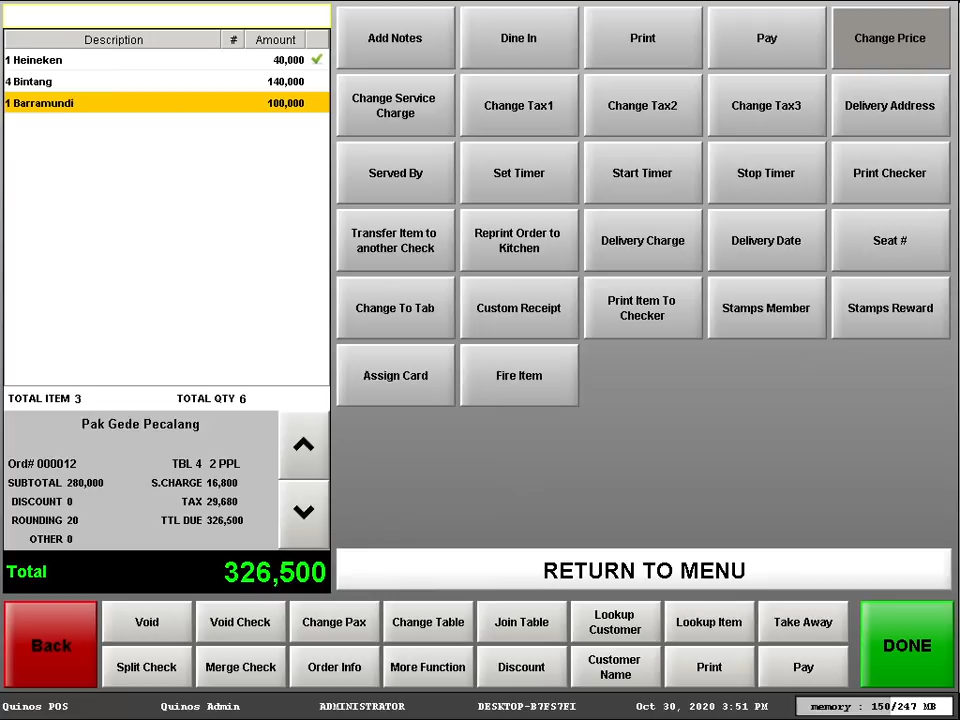 Description # Amount
1 Heineken 40,000
4 Bintang 140,000
1 Barramundi 100,000
TOTAL ITEM 3 TOTAL QTY 6
Pak Gede Pecalang
Ord# 000012 TBL 4 2 PPL
SUBTOTAL 280,000 S.CHARGE 16,800
DISCOUNT 0 TAX 29,680
ROUNDING 20 TTL DUE 326,500
OTHER 0
Total 326,500
Add Notes
Dine In
Print
Pay
Change Price
Change Service
Charge
Change Tax1
Change Tax2
Change Tax3
Delivery Address
Served By
Set Timer
Start Timer
Stop Timer
Print Checker
Transfer Item to
another Check
Reprint Order to
Kitchen
Delivery Charge
Delivery Date
Seat #
Change To Tab
Custom Receipt
Print Item To
Checker
Stamps Member
Stamps Reward
Assign Card
Fire Item
RETURN TO MENU
Back
Void
Void Check
Change Pax
Change Table
Join Table
Lookup
Customer
Lookup Item
Take Away
Split Check
Merge Check
Order Info
More Function
Discount
Customer
Name
Print
Pay
DONE
Quinos POS Quinos Admin ADMINISTRATOR DESKTOP-B7FS7EI Oct 30, 2020 3:51 PM memory : 150/247 MB